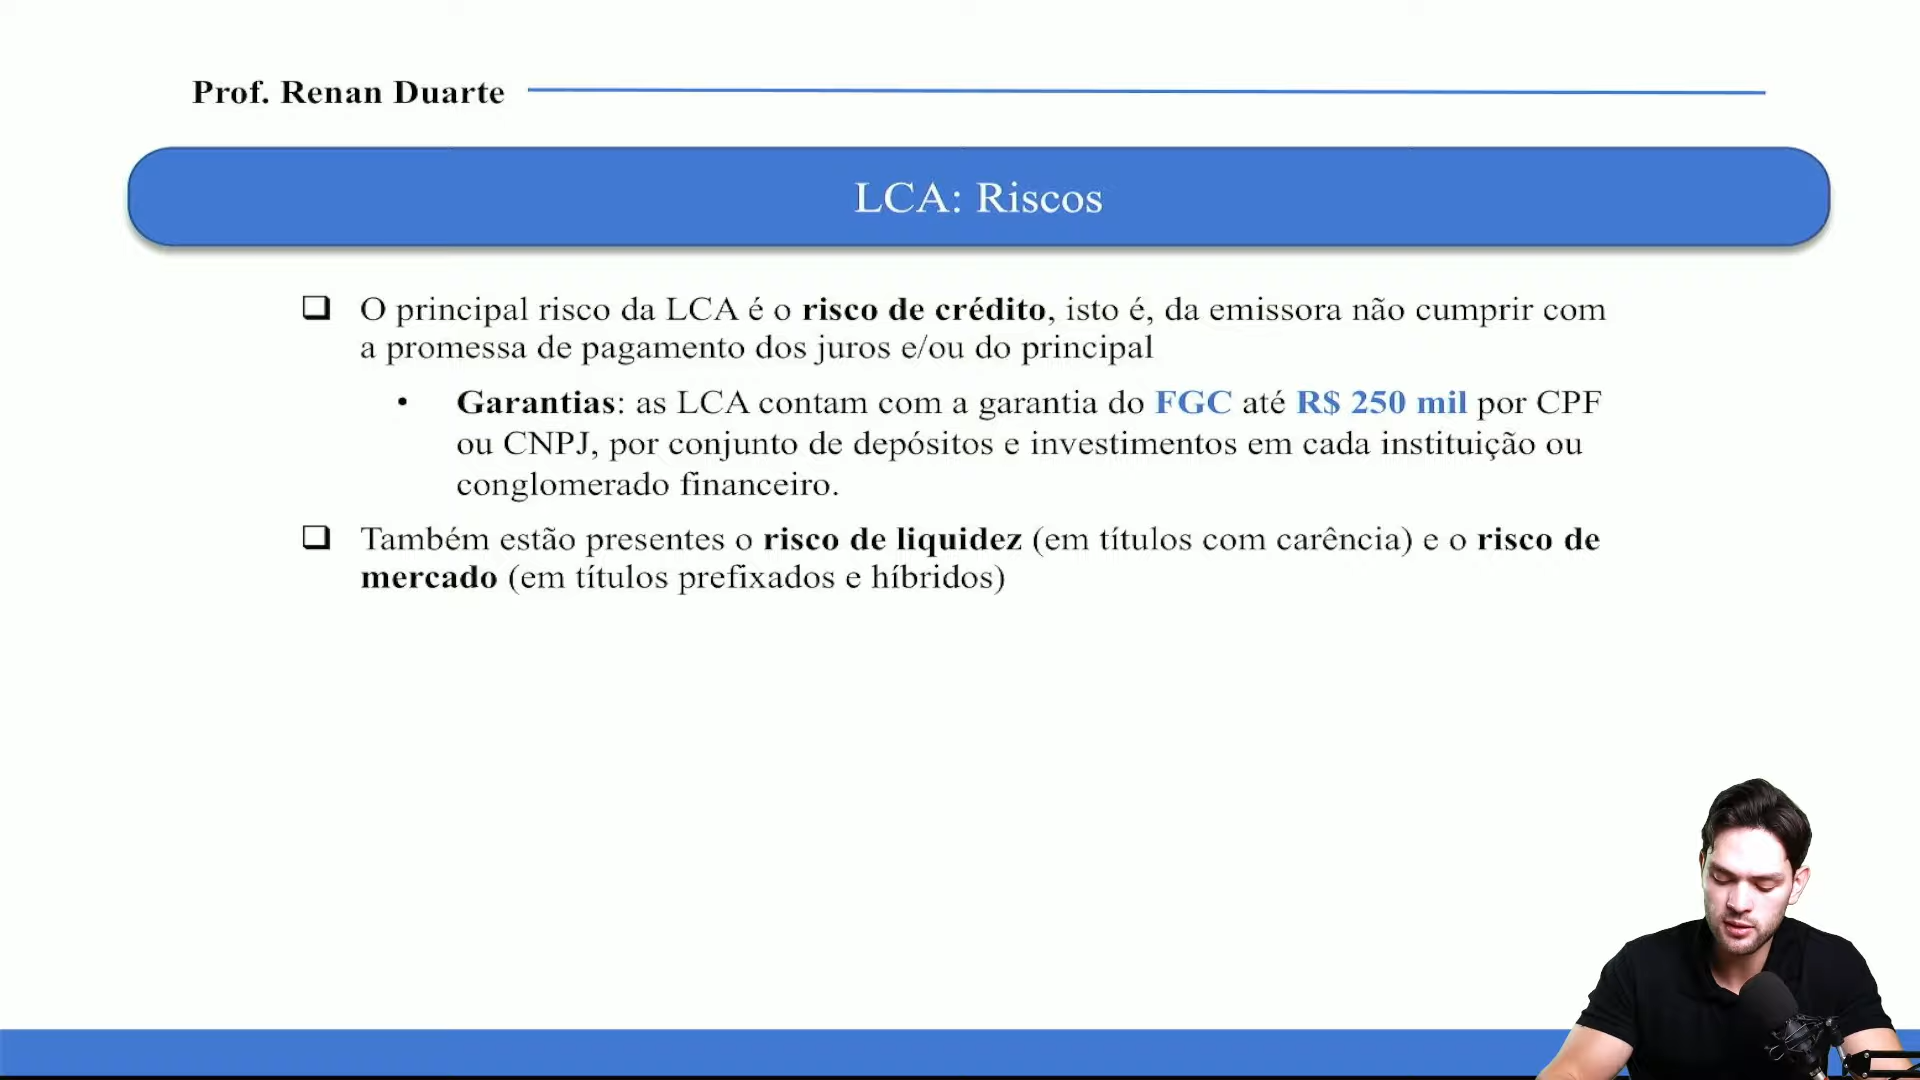 Prof. Renan Duarte
LCA: Riscos
O principal risco da LCA é o risco de crédito, isto é, da emissora não cumprir com
a promessa de pagamento dos juros e/ou do principal
• Garantias: as LCA contam com a garantia do FGC até R$ 250 mil por CPF
ou CNPJ, por conjunto de depósitos e investimentos em cada instituição ou
conglomerado financeiro.
Também estão presentes o risco de liquidez (em títulos com carência) e o risco de
mercado (em títulos prefixados e híbridos)